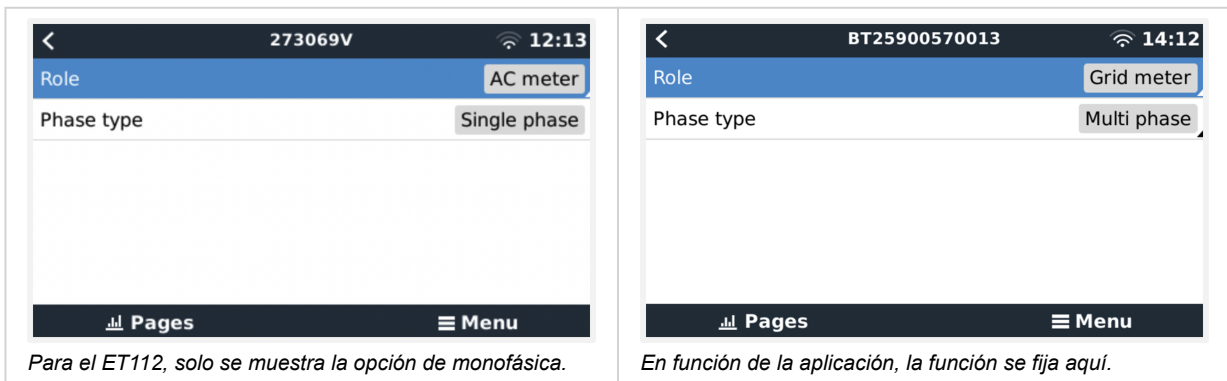 273069V 12:13
Role AC meter
Phase type Single phase
Pages Menu
Para el ET112, solo se muestra la opción de monofásica.
BT25900570013 14:12
Role Grid meter
Phase type Multi phase
Pages Menu
En función de la aplicación, la función se fija aquí.